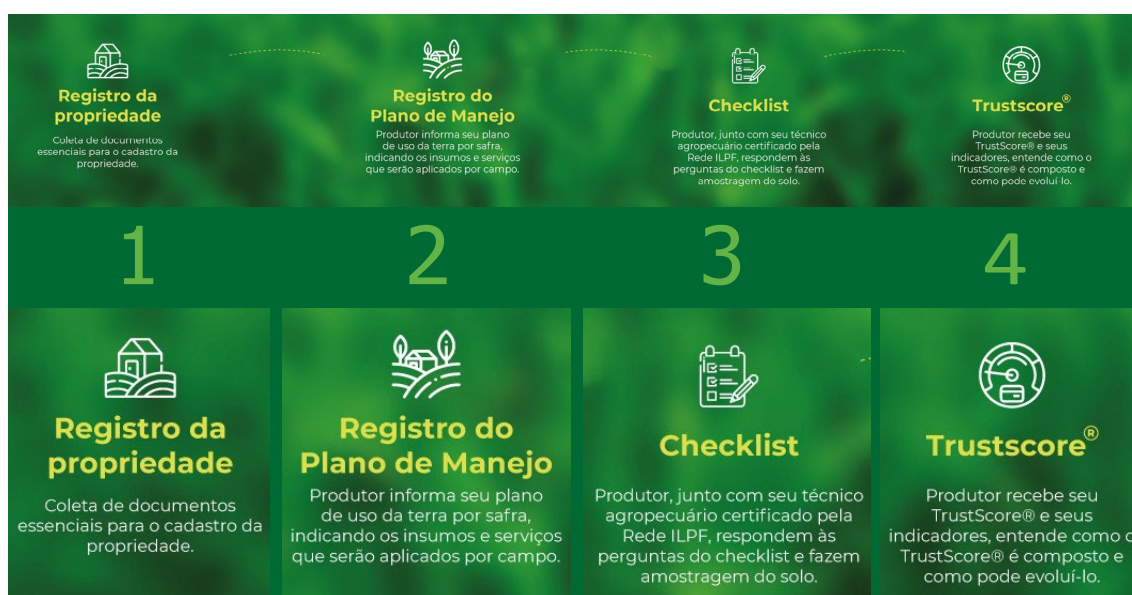 Registro da
propriedade
Coleta de documentos
essenciais para o cadastro da
propriedade.
Registro do
Plano de Manejo
Produtor informa seu plano
de uso da terra por safra,
indicando os insumos e serviços
que serão aplicados por campo.
Checklist
Produtor, junto com seu técnico
agropecuário certificado pela
Rede ILPF, respondem às
perguntas do checklist e fazem
amostragem do solo.
Trustscore®
Produtor recebe seu
TrustScore® e seus
indicadores, entende como o
TrustScore® é composto e
como pode evoluí-lo.
1
2
3
4
Registro da
propriedade
Coleta de documentos
essenciais para o cadastro da
propriedade.
Registro do
Plano de Manejo
Produtor informa seu plano
de uso da terra por safra,
indicando os insumos e serviços
que serão aplicados por campo.
Checklist
Produtor, junto com seu técnico
agropecuário certificado pela
Rede ILPF, respondem às
perguntas do checklist e fazem
amostragem do solo.
Trustscore®
Produtor recebe seu
TrustScore® e seus
indicadores, entende como o
TrustScore® é composto e
como pode evoluí-lo.